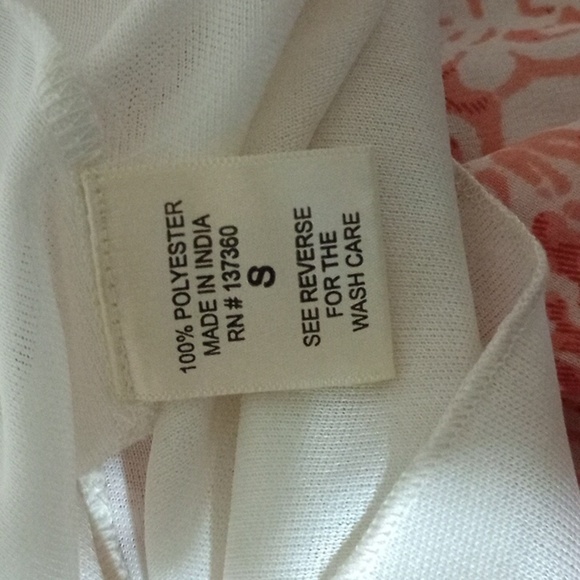 100% POLYESTER
MADE IN INDIA
RN # 137360
S
SEE REVERSE
FOR THE
WASH CARE